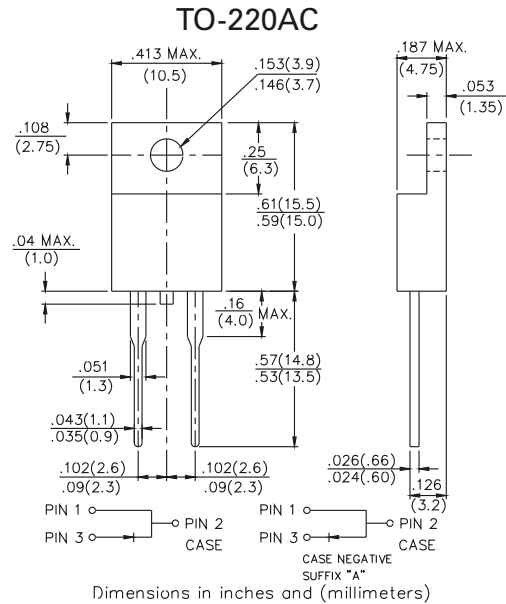 TO-220AC
.413 MAX.
(10.5)
.153(3.9)
.146(3.7)
.187 MAX.
(4.75)
.053
(1.35)
.108
(2.75)
.25
(6.3)
.61(15.5)
.59(15.0)
.04 MAX.
(1.0)
.16
(4.0) MAX.
.57(14.8)
.53(13.5)
.051
(1.3)
.043(1.1)
.035(0.9)
.102(2.6)
.09(2.3)
.102(2.6)
.09(2.3)
.026(.66)
.024(.60)
.126
(3.2)
PIN 1
PIN 3
PIN 2
CASE
PIN 1
PIN 3
PIN 2
CASE
CASE NEGATIVE
SUFFIX "A"
Dimensions in inches and (millimeters)